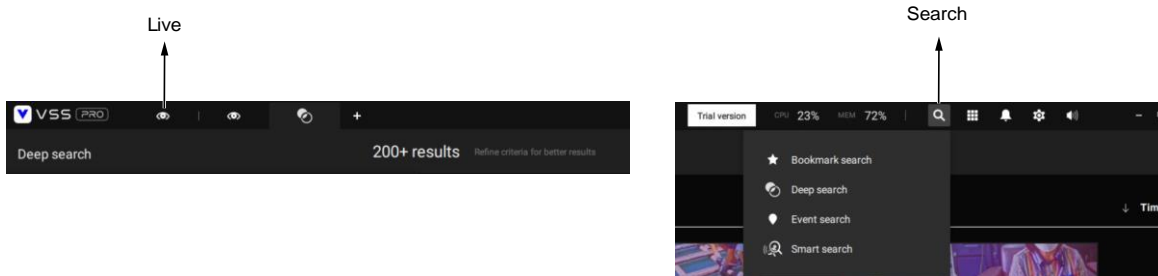 Live
VSS PRO
Deep search
200+ results Refine criteria for better results
Search
Trial version CPU 23% MEM 72%
Bookmark search
Deep search
Event search
Smart search